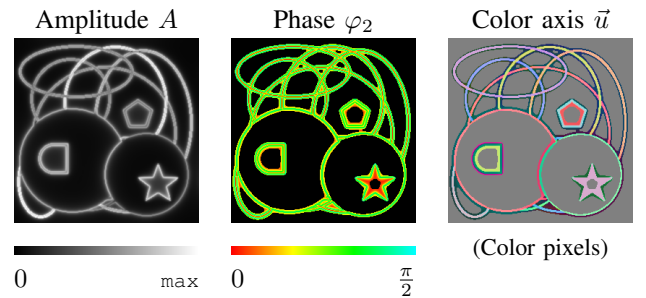 Amplitude A Phase φ₂ Color axis u⃗
(Color pixels)
0 max 0 π/2